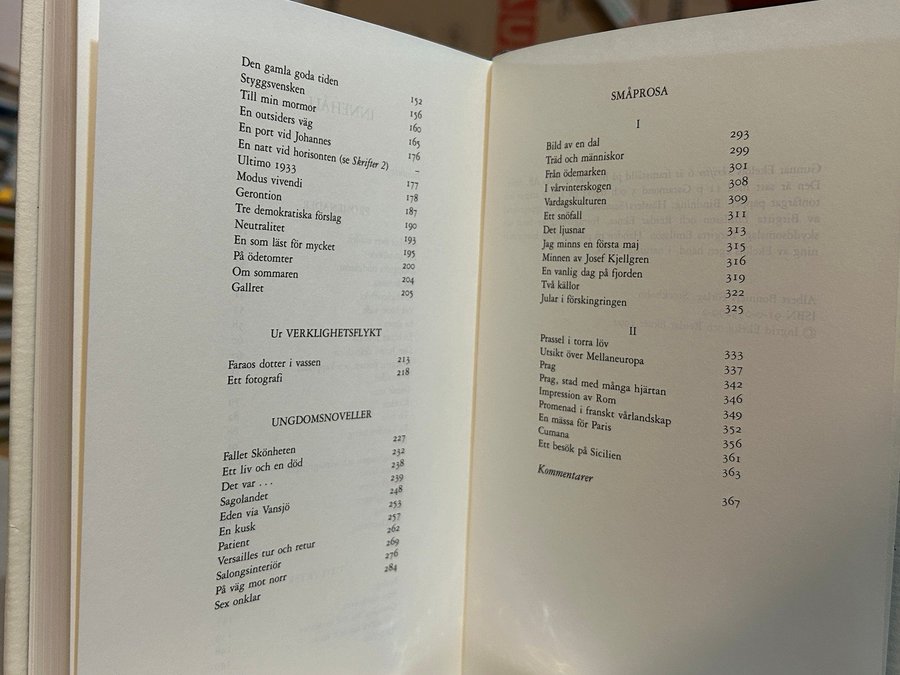 Den gamla goda tiden 152
Styggsvensken 156
Till min mormor 160
En outsiders väg 165
En port vid Johannes 176
En natt vid horisonten (se Skrifter 2) –
Ultimo 1933 177
Modus vivendi 178
Gerontion 187
Tre demokratiska förslag 190
Neutralitet 193
En som läst för mycket 195
På ödetomter 200
Om sommaren 204
Gallret 205
Ur VERKLIGHETSFLYKT
Faraos dotter i vassen 213
Ett fotografi 218
UNGDOMSNOVELLER
Fallet Skönheten 227
Ett liv och en död 232
Det var . . . 238
Sagolandet 239
Eden via Vansjö 248
En kusk 253
Patient 257
Versailles tur och retur 262
Salongsinteriör 269
På väg mot norr 276
Sex onklar 284
SMÅPROSA
I
Bild av en dal 293
Träd och människor 299
Från ödemarken 301
I vårvinterskogen 308
Vardagskulturen 309
Ett snöfall 311
Det ljusnar 313
Jag minns en första maj 315
Minnen av Josef Kjellgren 316
En vanlig dag på fjorden 319
Två källor 322
Jular i förskingringen 325
II
Prassel i torra löv 333
Utsikt över Mellaneuropa 337
Prag 342
Prag, stad med många hjärtan 346
Impression av Rom 349
Promenad i franskt vårlandskap 352
En mässa för Paris 356
Cumana 361
Ett besök på Sicilien 363
Kommentarer 367